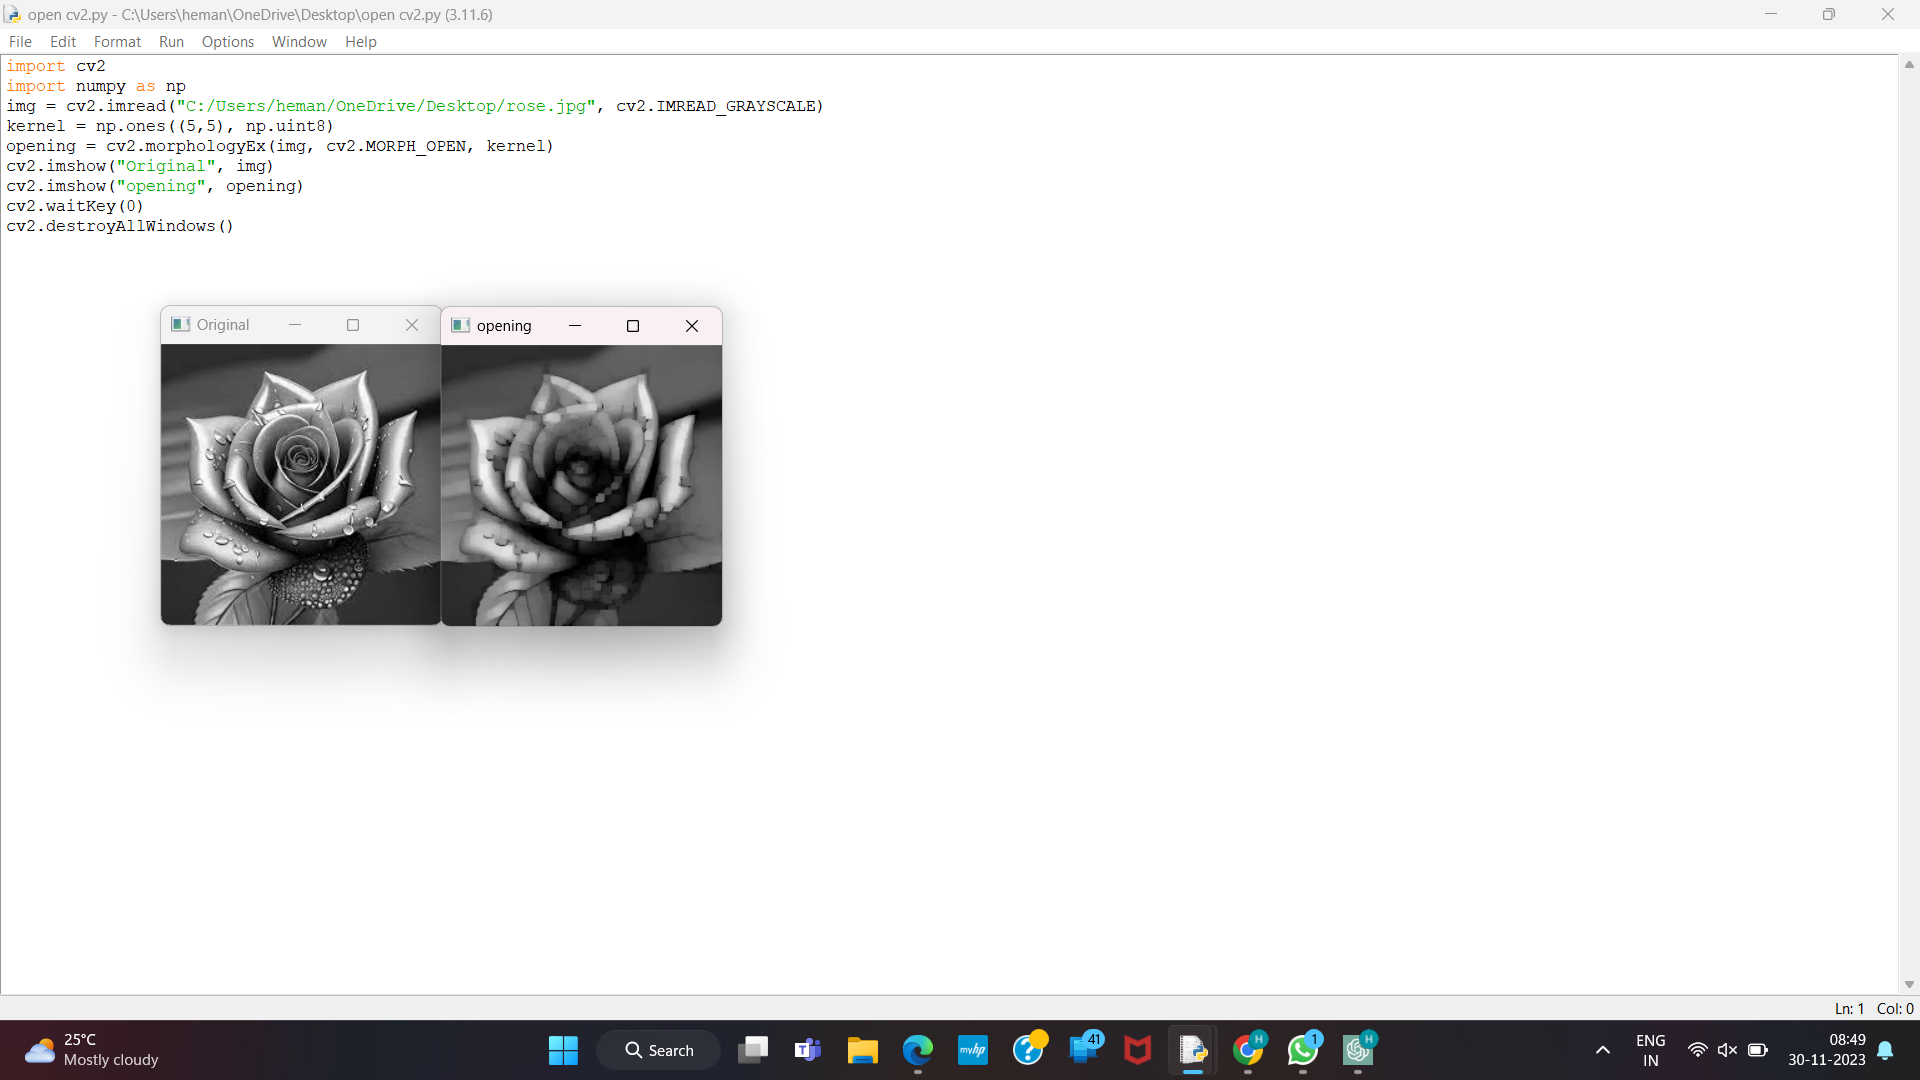 open cv2.py - C:\Users\heman\OneDrive\Desktop\open cv2.py (3.11.6)
File Edit Format Run Options Window Help
import cv2
import numpy as np
img = cv2.imread("C:/Users/heman/OneDrive/Desktop/rose.jpg", cv2.IMREAD_GRAYSCALE)
kernel = np.ones((5,5), np.uint8)
opening = cv2.morphologyEx(img, cv2.MORPH_OPEN, kernel)
cv2.imshow("Original", img)
cv2.imshow("opening", opening)
cv2.waitKey(0)
cv2.destroyAllWindows()
Original
opening
Ln: 1 Col: 0
25°C
Mostly cloudy
Search
T
myhp
?
41
H
1
H
ENG
IN
08:49
30-11-2023